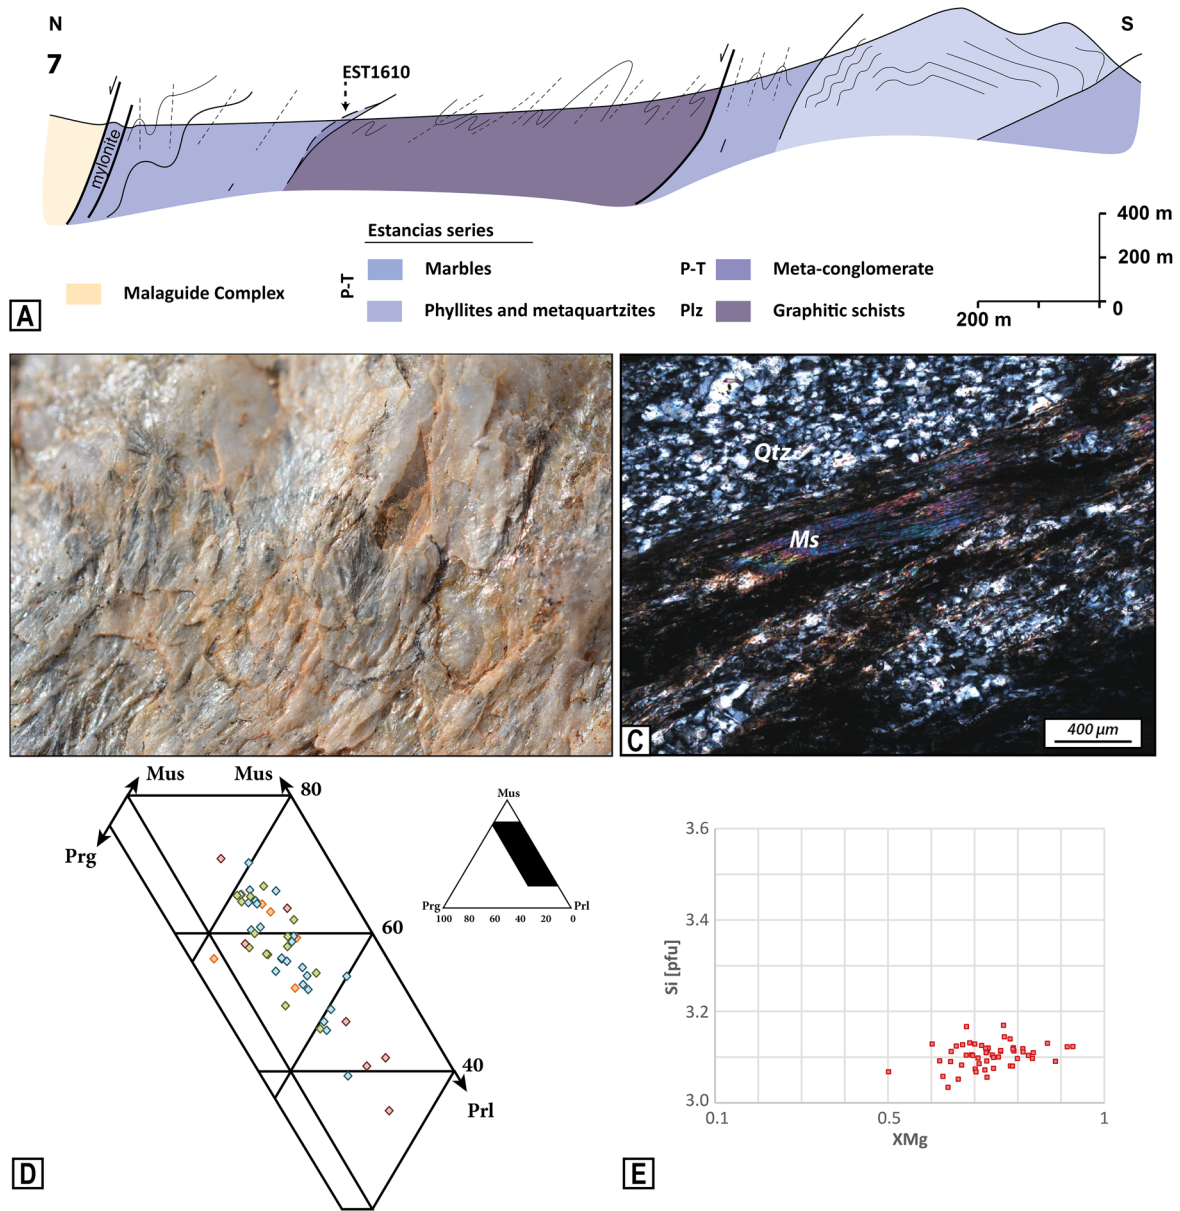 N
S
7
EST1610
mylonite
400 m
200 m
0
200 m
Estancias series
P-T
Marbles
P-T
Meta-conglomerate
Malaguide Complex
Phyllites and metaquartzites
Plz
Graphitic schists
A
Qtz
Ms
C
400 µm
Mus
Mus
80
Prg
60
40
Prl
Mus
Prg
Prl
100 80 60 40 20 0
D
3.6
3.4
3.2
3.0
Si [pfu]
0.1
0.5
1
XMg
E